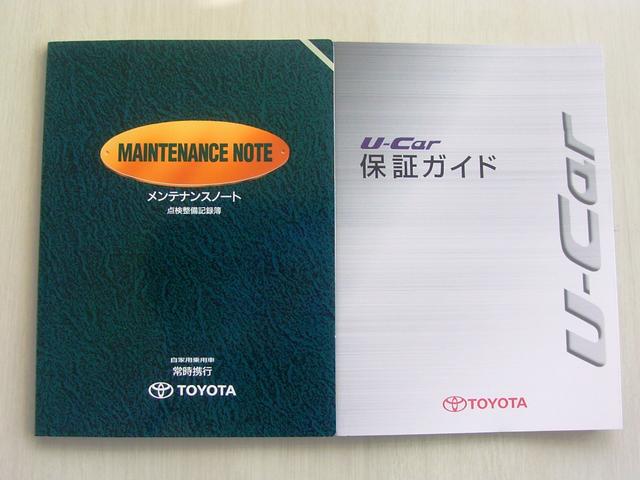 MAINTENANCE NOTE
メンテナンスノート
点検整備記録簿
自家用乗用車
常時携行
TOYOTA
U-Car
保証ガイド
U-Car
TOYOTA